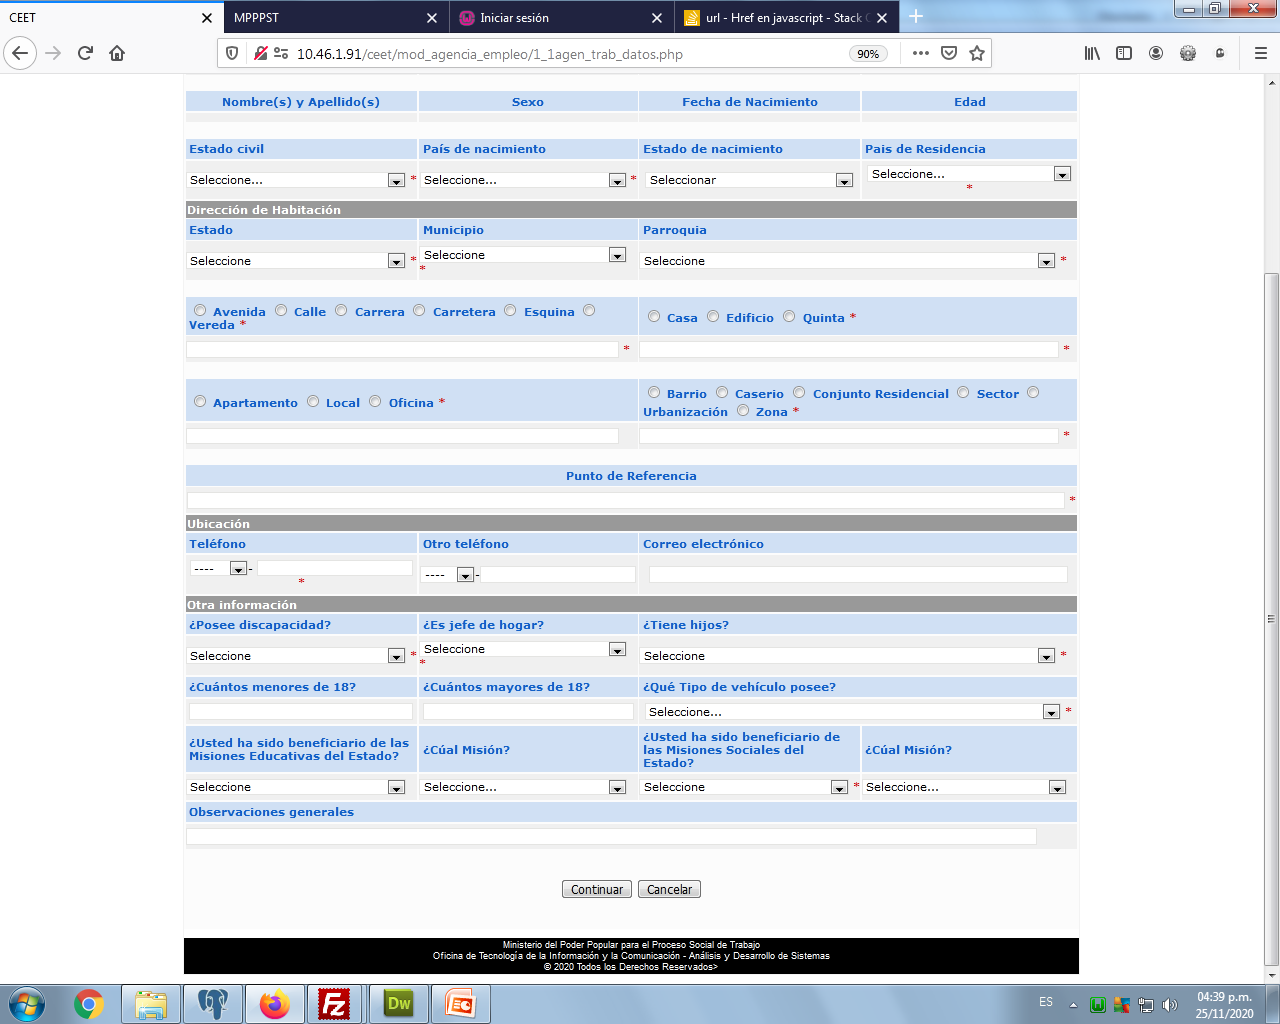 CEET
MPPPST
Iniciar sesión
url - Href en javascript - Stack
10.46.1.91/ceet/mod_agencia_empleo/1_1agen_trab_datos.php
90%
Nombre(s) y Apellido(s) Sexo Fecha de Nacimiento Edad
Estado civil País de nacimiento Estado de nacimiento Pais de Residencia
Seleccione... * Seleccione... * Seleccionar Seleccione...
*
Dirección de Habitación
Estado Municipio Parroquia
Seleccione * Seleccione * Seleccione *
Avenida Calle Carrera Carretera Esquina
Vereda *
Casa Edificio Quinta *
* *
Apartamento Local Oficina *
Barrio Caserio Conjunto Residencial Sector
Urbanización Zona *
*
Punto de Referencia
*
Ubicación
Teléfono Otro teléfono Correo electrónico
---- - * ---- -
Otra información
¿Posee discapacidad? ¿Es jefe de hogar? ¿Tiene hijos?
Seleccione * Seleccione * Seleccione *
¿Cuántos menores de 18? ¿Cuántos mayores de 18? ¿Qué Tipo de vehículo posee?
Seleccione... *
¿Usted ha sido beneficiario de las
Misiones Educativas del Estado?
¿Cúal Misión?
¿Usted ha sido beneficiario de
las Misiones Sociales del
Estado?
¿Cúal Misión?
Seleccione Seleccione... Seleccione * Seleccione...
Observaciones generales
Continuar Cancelar
Ministerio del Poder Popular para el Proceso Social de Trabajo
Oficina de Tecnología de la Información y la Comunicación - Análisis y Desarrollo de Sistemas
© 2020 Todos los Derechos Reservados>
Fz
Dw
ES
04:39 p.m.
25/11/2020